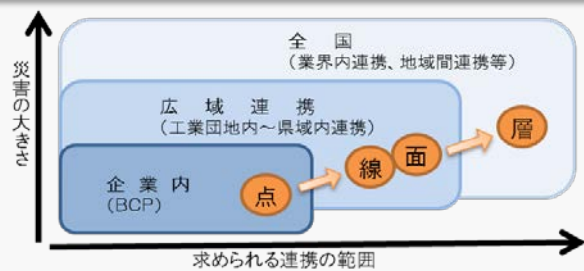 災害の大きさ
全国
(業界内連携、地域間連携等)
広域連携
(工業団地内～県域内連携)
企業内
(BCP)
点
線
面
層
求められる連携の範囲